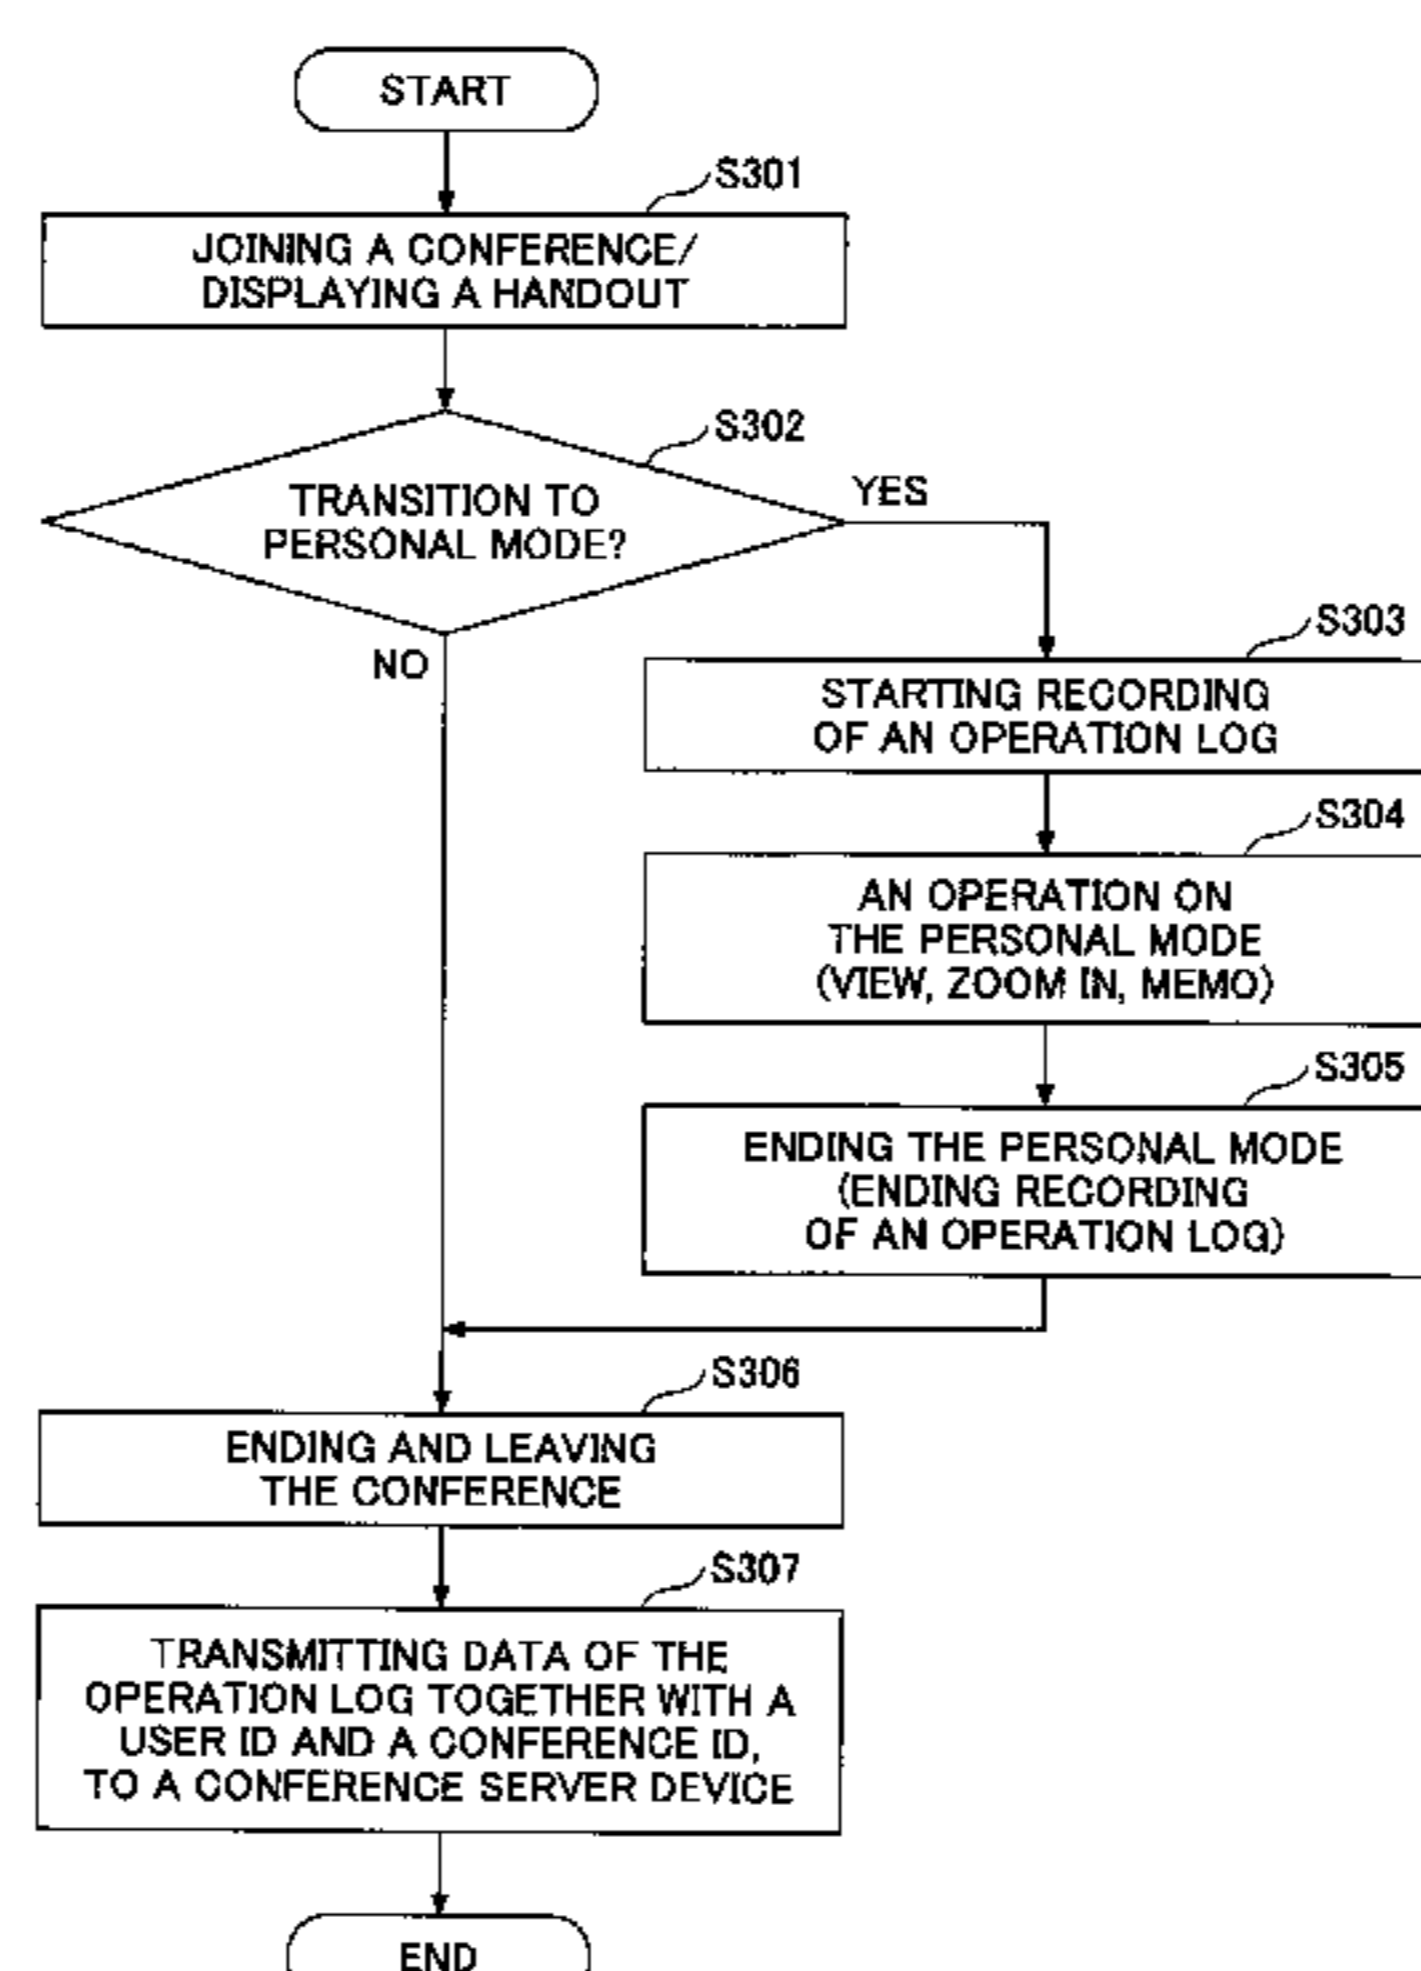 START
S301
JOINING A CONFERENCE/
DISPLAYING A HANDOUT
S302
TRANSITION TO
PERSONAL MODE?
YES
NO
S303
STARTING RECORDING
OF AN OPERATION LOG
S304
AN OPERATION ON
THE PERSONAL MODE
(VIEW, ZOOM IN, MEMO)
S305
ENDING THE PERSONAL MODE
(ENDING RECORDING
OF AN OPERATION LOG)
S306
ENDING AND LEAVING
THE CONFERENCE
S307
TRANSMITTING DATA OF THE
OPERATION LOG TOGETHER WITH A
USER ID AND A CONFERENCE ID,
TO A CONFERENCE SERVER DEVICE
END